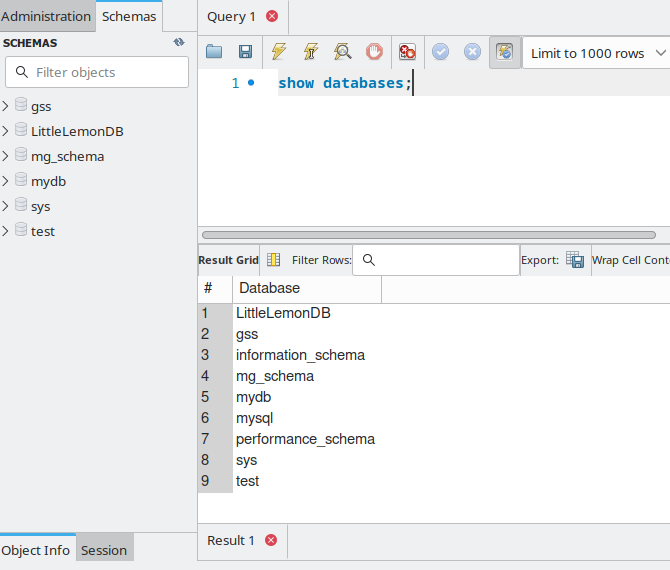 Administration Schemas
SCHEMAS
Filter objects
gss
LittleLemonDB
mg_schema
mydb
sys
test
Object Info Session
Query 1
Limit to 1000 rows
1 show databases;
Result Grid Filter Rows: Export: Wrap Cell Cont
# Database
1 LittleLemonDB
2 gss
3 information_schema
4 mg_schema
5 mydb
6 mysql
7 performance_schema
8 sys
9 test
Result 1